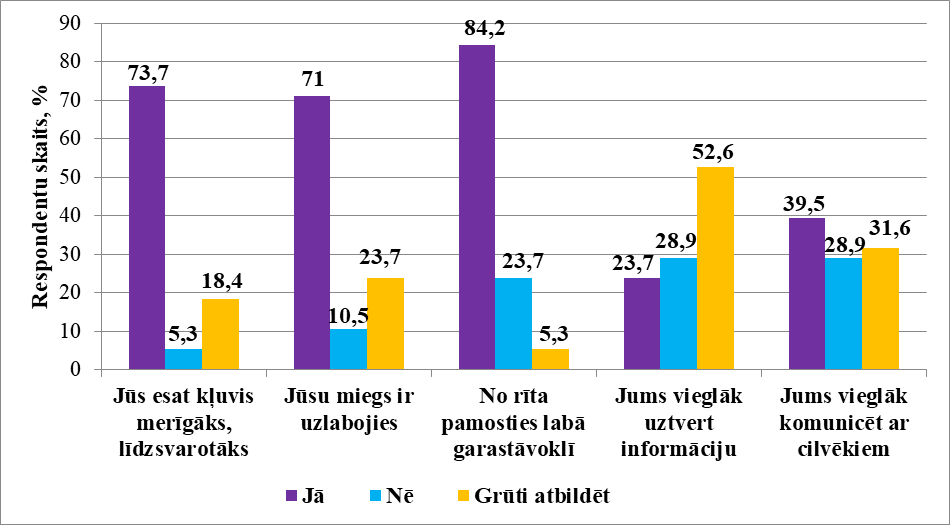 Respondentu skaits, %
90
80
70
60
50
40
30
20
10
0
73,7
5,3
18,4
71
10,5
23,7
84,2
23,7
5,3
23,7
28,9
52,6
39,5
28,9
31,6
Jūs esat kļuvis
merīgāks,
līdzsvarotāks
Jūsu miegs ir
uzlabojies
No rīta
pamosties labā
garastāvoklī
Jums vieglāk
uztvert
informāciju
Jums vieglāk
komunicēt ar
cilvēkiem
Jā
Nē
Grūti atbildēt